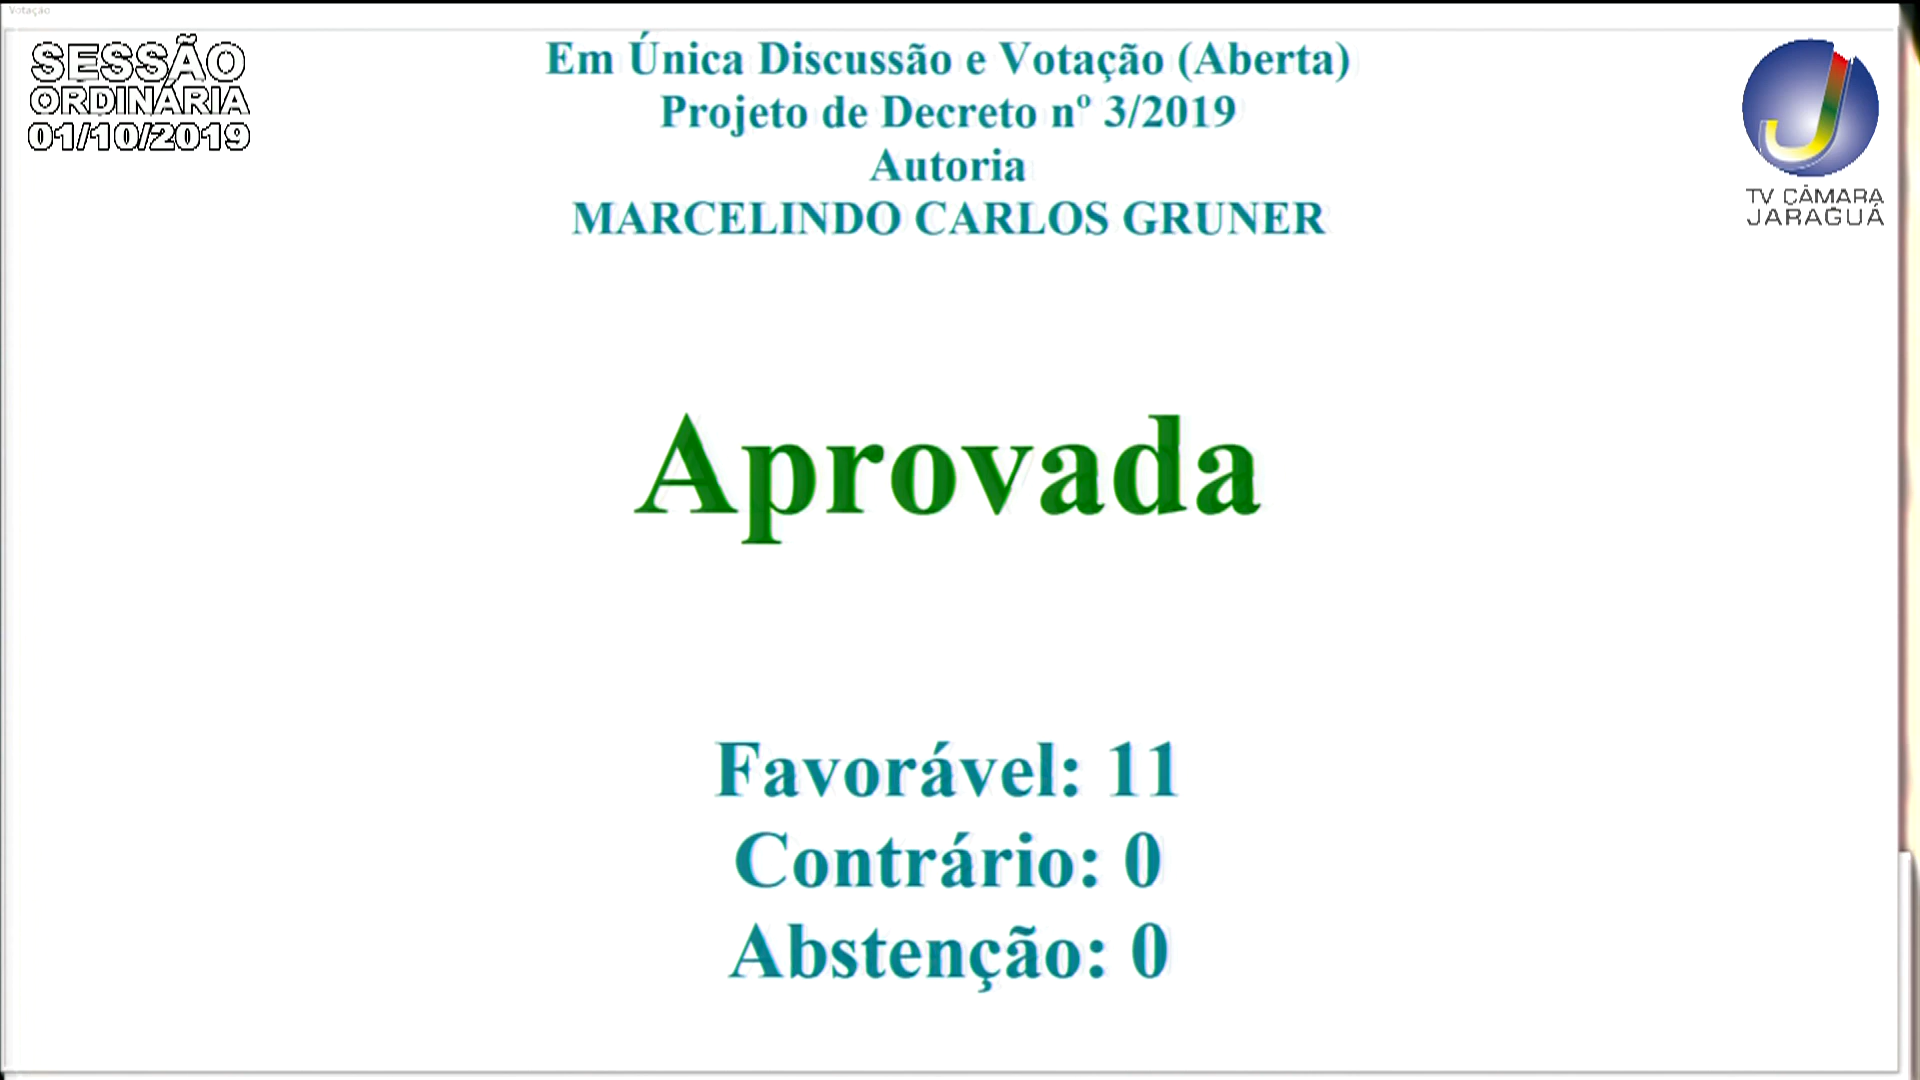 Votação
SESSÃO
ORDINÁRIA
01/10/2019
Em Única Discussão e Votação (Aberta)
Projeto de Decreto nº 3/2019
Autoria
MARCELINDO CARLOS GRUNER
TV CÂMARA
JARAGUÁ
Aprovada
Favorável: 11
Contrário: 0
Abstenção: 0